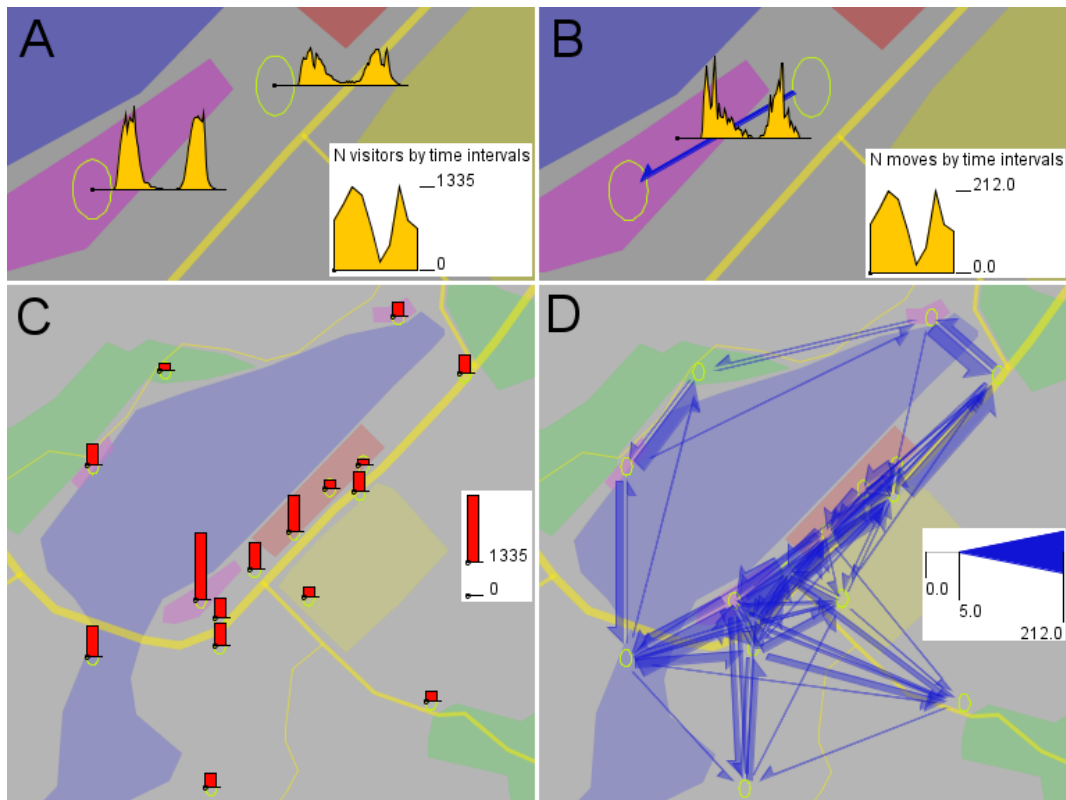 A
N visitors by time intervals
1335
0
B
N moves by time intervals
212.0
0.0
C
1335
0
D
0.0
5.0
212.0